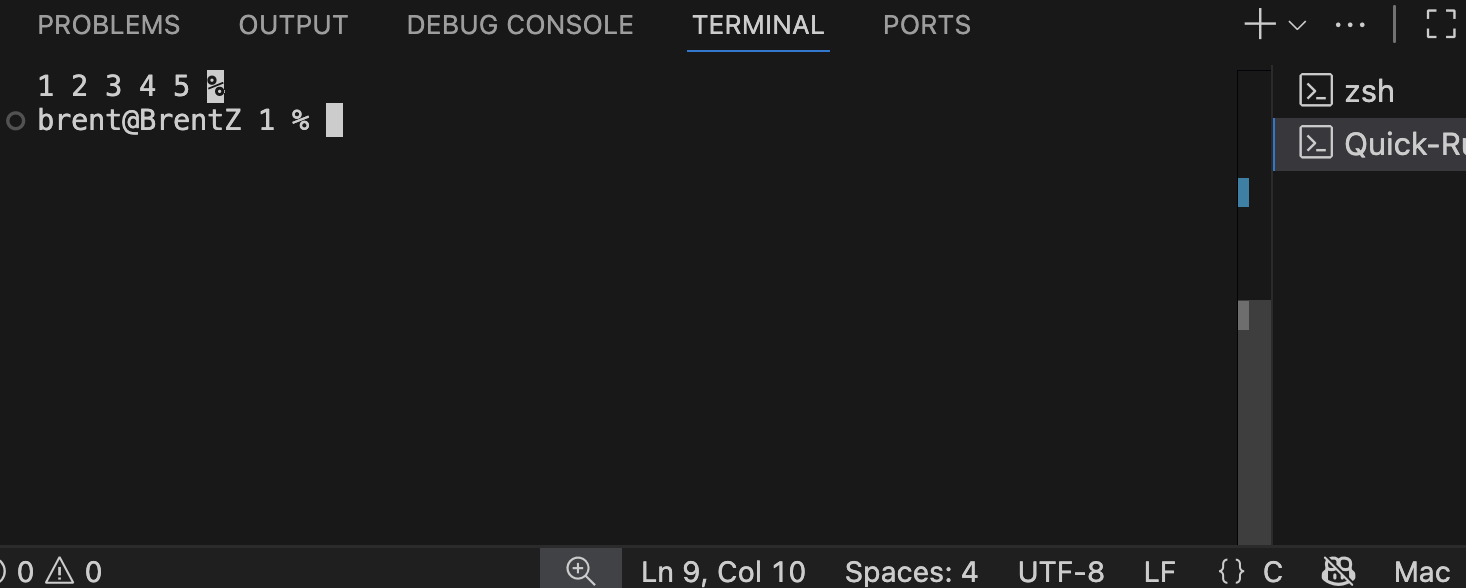 PROBLEMS OUTPUT DEBUG CONSOLE TERMINAL PORTS
1 2 3 4 5 %
brent@BrentZ 1 %
zsh
Quick-Ru
0 0 Ln 9, Col 10 Spaces: 4 UTF-8 LF {} C Mac